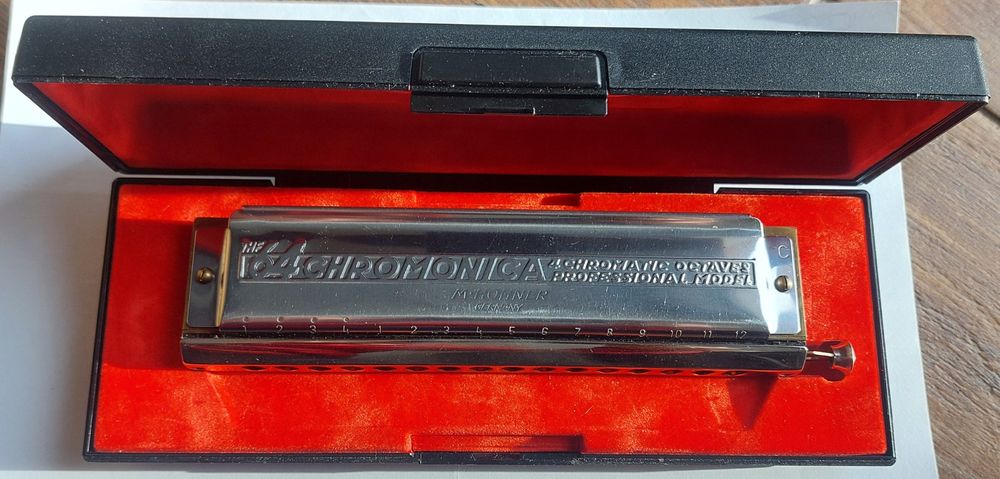 THE
64 CHROMONICA
4 CHROMATIC OCTAVES
PROFESSIONAL MODEL
C
M. HOHNER
GERMANY
1 2 3 4 1 2 3 4 5 6 7 8 9 10 11 12